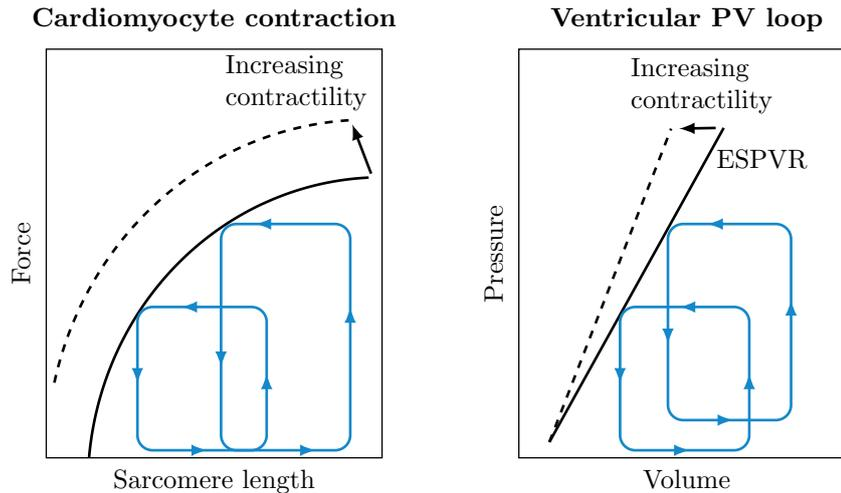 Cardiomyocyte contraction
Increasing
contractility
Force
Sarcomere length
Ventricular PV loop
Increasing
contractility
ESPVR
Pressure
Volume